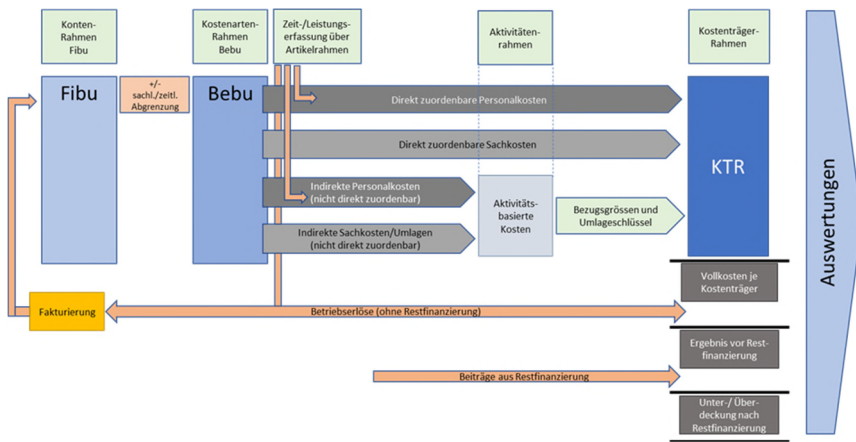 Konten-
Rahmen
Fibu
Kostenarten-
Rahmen
Bebu
Zeit-/Leistungs-
erfassung über
Artikelrahmen
Aktivitäten-
rahmen
Kostenträger-
Rahmen
Fibu
+/-
sachl./zeitl.
Abgrenzung
Bebu
Direkt zuordenbare Personalkosten
Direkt zuordenbare Sachkosten
Indirekte Personalkosten
(nicht direkt zuordenbar)
Indirekte Sachkosten/Umlagen
(nicht direkt zuordenbar)
Aktivitäts-
basierte
Kosten
Bezugsgrössen und
Umlageschlüssel
KTR
Auswertungen
Vollkosten je
Kostenträger
Fakturierung
Betriebserlöse (ohne Restfinanzierung)
Ergebnis vor Rest-
finanzierung
Beiträge aus Restfinanzierung
Unter-/ Über-
deckung nach
Restfinanzierung